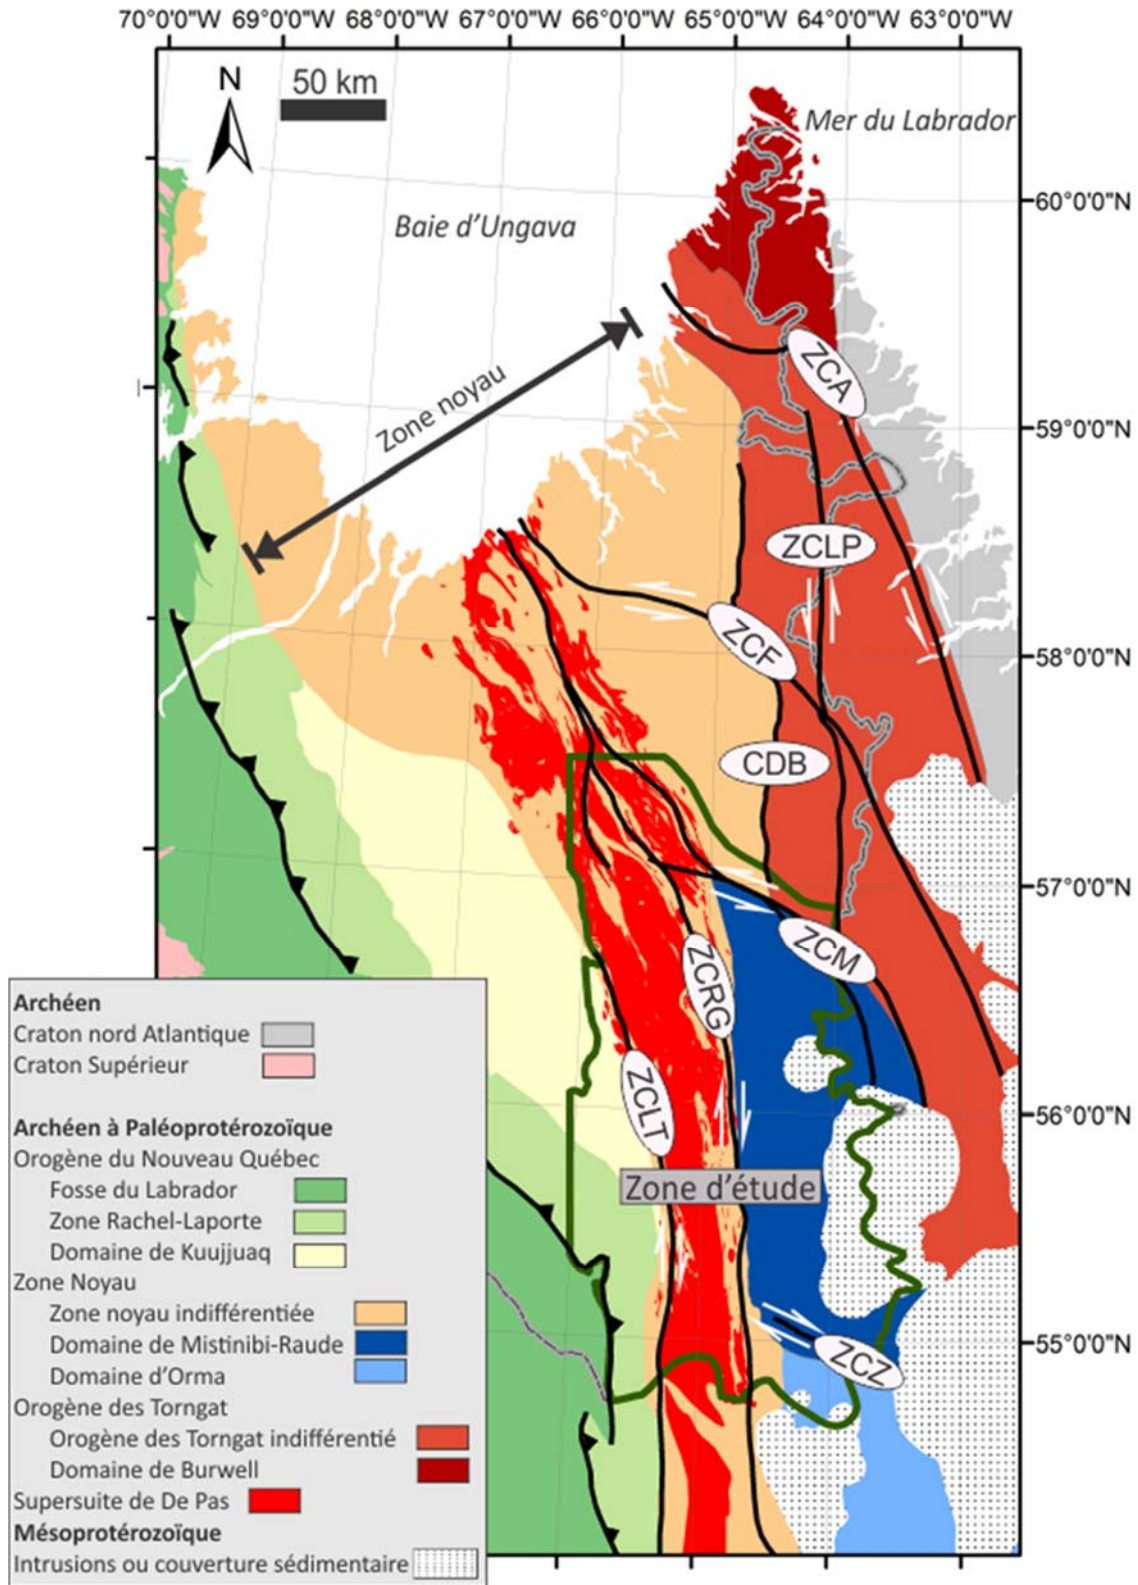 70°0'0"W 69°0'0"W 68°0'0"W 67°0'0"W 66°0'0"W 65°0'0"W 64°0'0"W 63°0'0"W
N
50 km
Mer du Labrador
Baie d'Ungava
60°0'0"N
Zone noyau
ZCA
59°0'0"N
ZCLP
ZCF
58°0'0"N
CDB
57°0'0"N
ZCM
ZCRG
ZCLT
56°0'0"N
Zone d'étude
55°0'0"N
ZCZ
Archéen
Craton nord Atlantique
Craton Supérieur
Archéen à Paléoprotérozoïque
Orogène du Nouveau Québec
Fosse du Labrador
Zone Rachel-Laporte
Domaine de Kuujjuaq
Zone Noyau
Zone noyau indifférentiée
Domaine de Mistinibi-Raude
Domaine d'Orma
Orogène des Torngat
Orogène des Torngat indifférentié
Domaine de Burwell
Supersuite de De Pas
Mésoprotérozoïque
Intrusions ou couverture sédimentaire